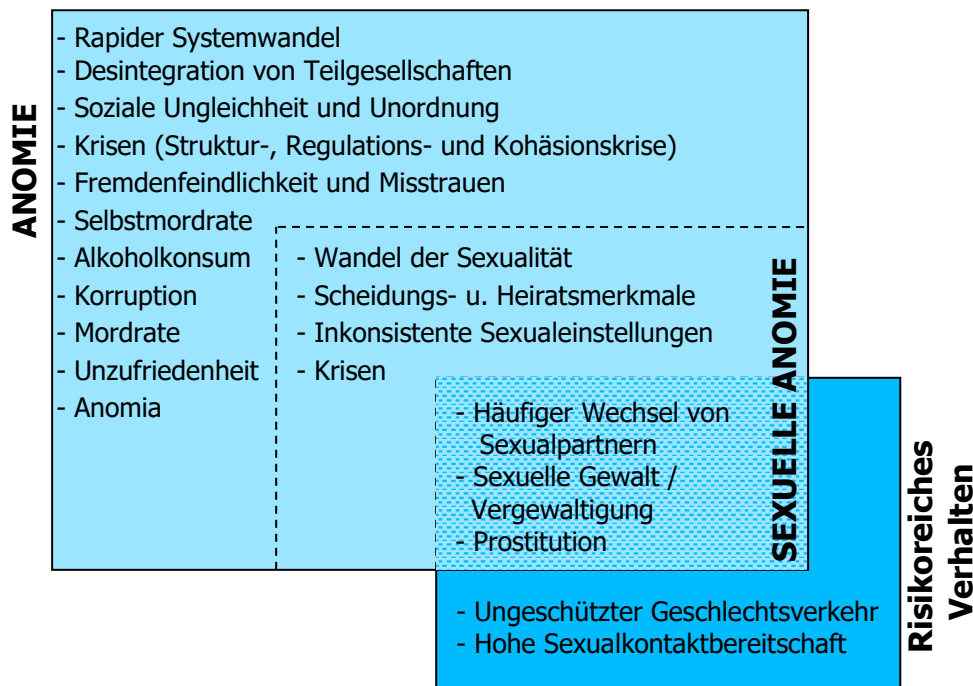 ANOMIE
- Rapider Systemwandel
- Desintegration von Teilgesellschaften
- Soziale Ungleichheit und Unordnung
- Krisen (Struktur-, Regulations- und Kohäsionskrise)
- Fremdenfeindlichkeit und Misstrauen
- Selbstmordrate
- Alkoholkonsum
- Korruption
- Mordrate
- Unzufriedenheit
- Anomia
SEXUELLE ANOMIE
- Wandel der Sexualität
- Scheidungs- u. Heiratsmerkmale
- Inkonsistente Sexualeinstellungen
- Krisen
- Häufiger Wechsel von
Sexualpartnern
- Sexuelle Gewalt /
Vergewaltigung
- Prostitution
Risikoreiches
Verhalten
- Ungeschützter Geschlechtsverkehr
- Hohe Sexualkontaktbereitschaft